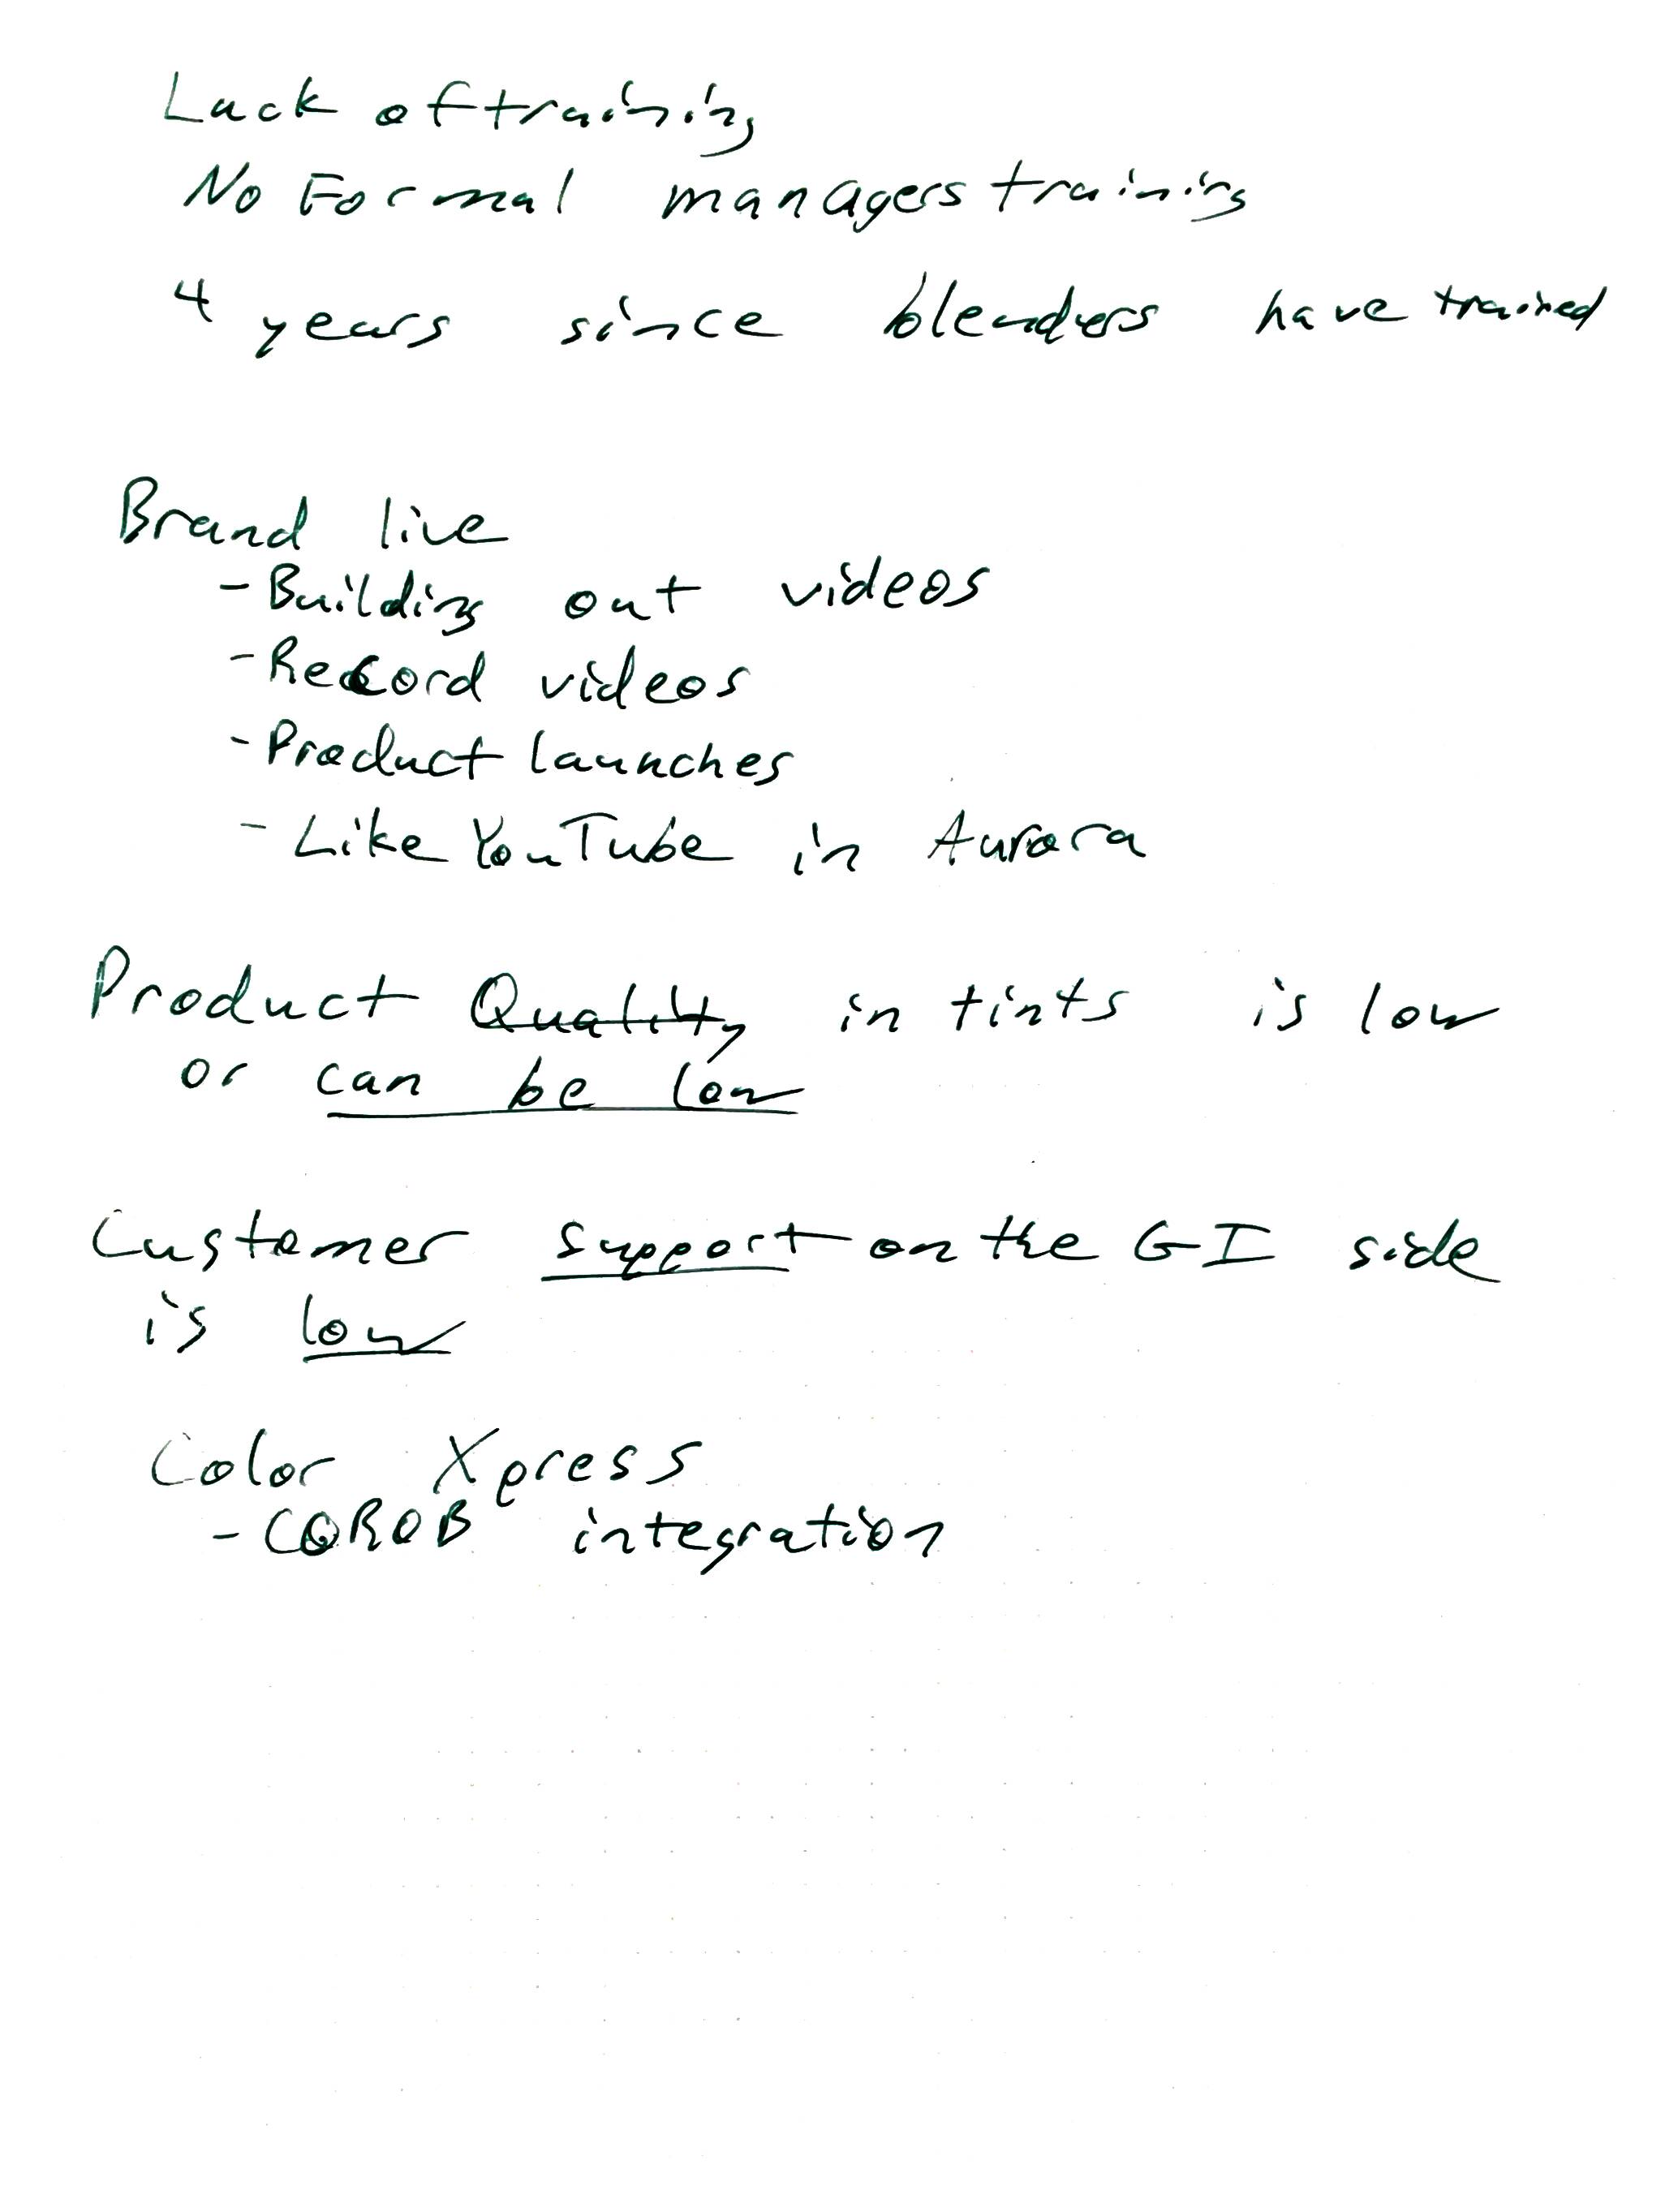 Lack of training
No Formal managers training
4 years since blenders have trained
Brand live
- Building out videos
- Record videos
- Product launches
- Like YouTube in Aurora
Product Quality in tints is low
or can be low
Customer support on the GI side
is low
Color Xpress
- COROB integration